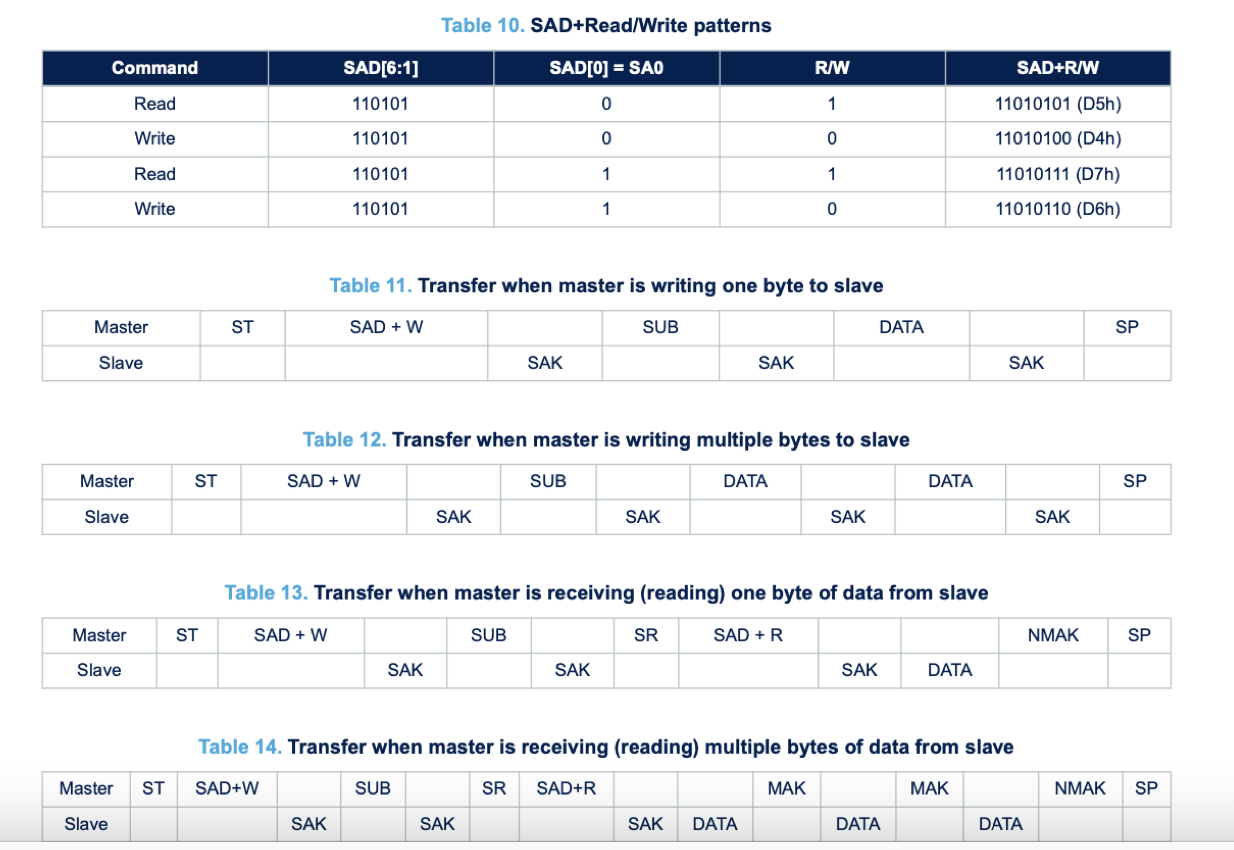 Table 10. SAD+Read/Write patterns
Command SAD[6:1] SAD[0] = SA0 R/W SAD+R/W
Read 110101 0 1 11010101 (D5h)
Write 110101 0 0 11010100 (D4h)
Read 110101 1 1 11010111 (D7h)
Write 110101 1 0 11010110 (D6h)
Table 11. Transfer when master is writing one byte to slave
Master ST SAD + W SUB DATA SP
Slave SAK SAK SAK
Table 12. Transfer when master is writing multiple bytes to slave
Master ST SAD + W SUB DATA DATA SP
Slave SAK SAK SAK SAK
Table 13. Transfer when master is receiving (reading) one byte of data from slave
Master ST SAD + W SUB SR SAD + R NMAK SP
Slave SAK SAK SAK DATA
Table 14. Transfer when master is receiving (reading) multiple bytes of data from slave
Master ST SAD+W SUB SR SAD+R MAK MAK NMAK SP
Slave SAK SAK SAK DATA DATA DATA